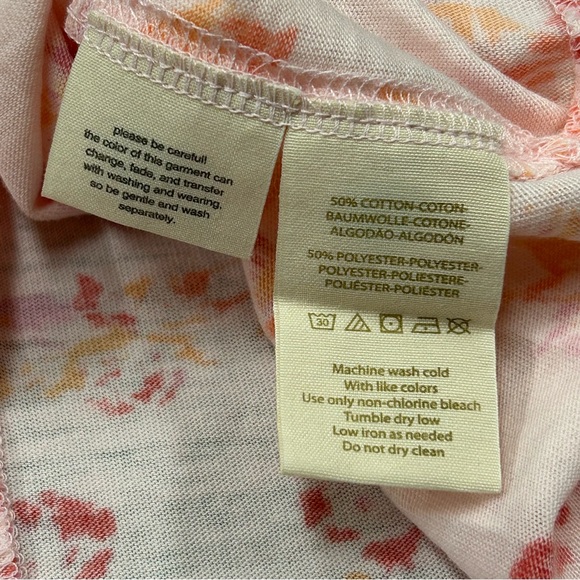 please be careful!
the color of this garment can
change, fade, and transfer
with washing and wearing,
so be gentle and wash
separately.
50% COTTON-COTON-
BAUMWOLLE-COTONE-
ALGODÃO-ALGODÓN
50% POLYESTER-POLYESTER-
POLYESTER-POLIESTERE-
POLIÉSTER-POLIÉSTER
30
Machine wash cold
With like colors
Use only non-chlorine bleach
Tumble dry low
Low iron as needed
Do not dry clean